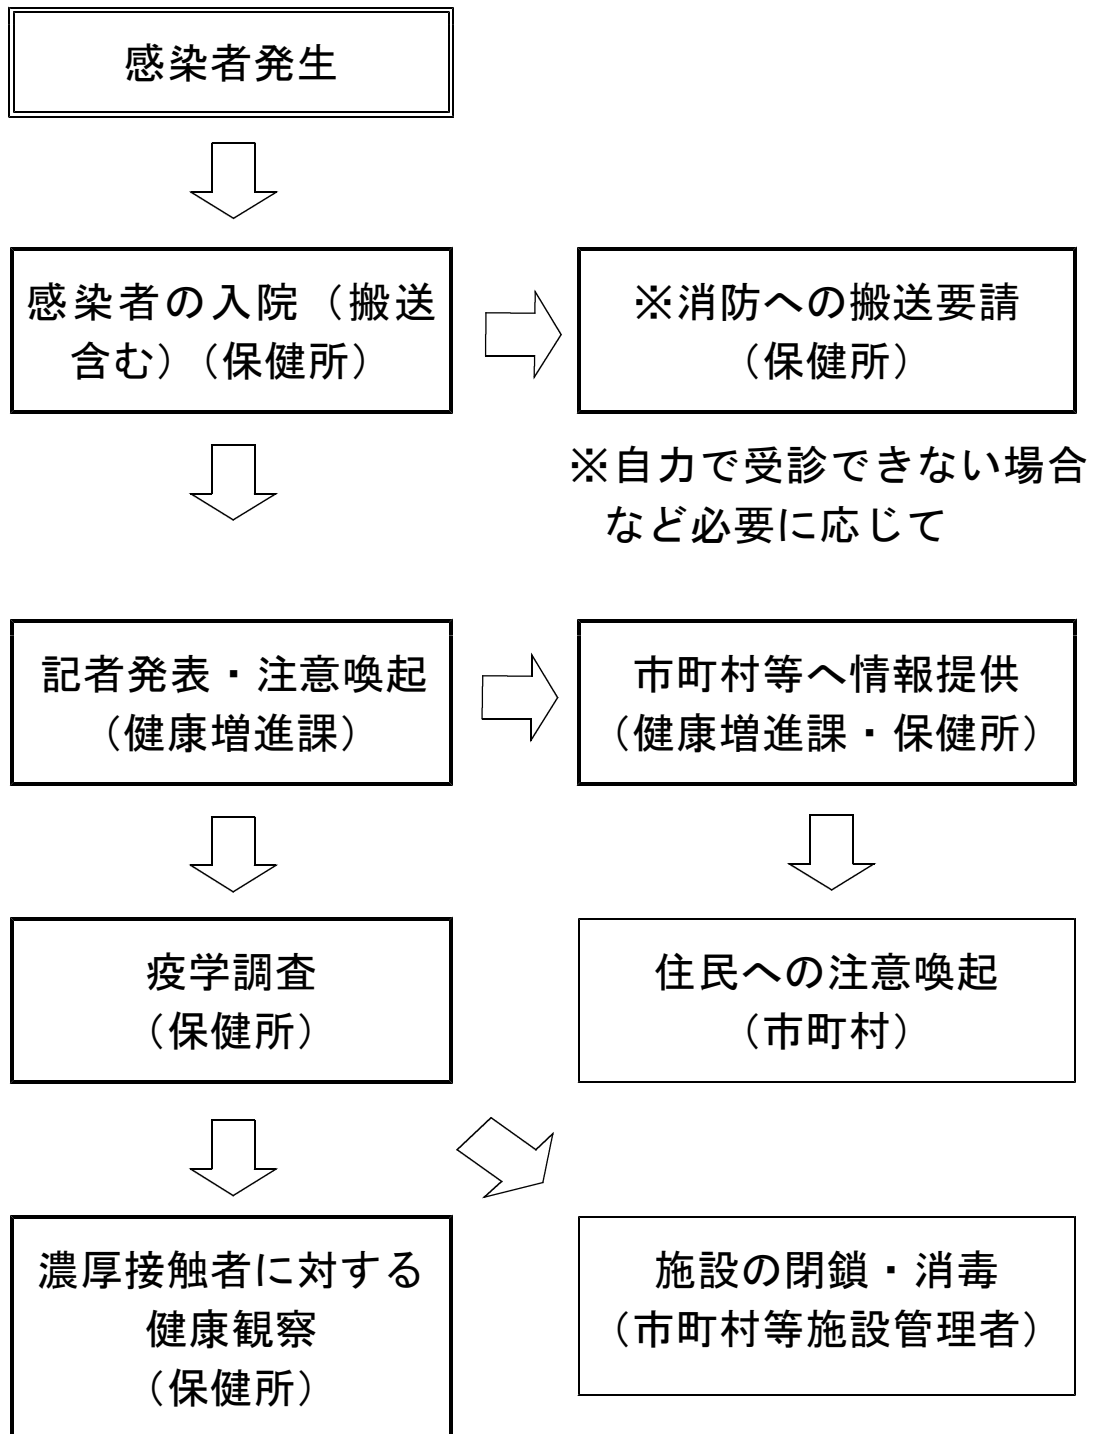 感染者発生
感染者の入院（搬送
含む）（保健所）
※消防への搬送要請
（保健所）
※自力で受診できない場合
など必要に応じて
記者発表・注意喚起
（健康増進課）
市町村等へ情報提供
（健康増進課・保健所）
疫学調査
（保健所）
住民への注意喚起
（市町村）
濃厚接触者に対する
健康観察
（保健所）
施設の閉鎖・消毒
（市町村等施設管理者）